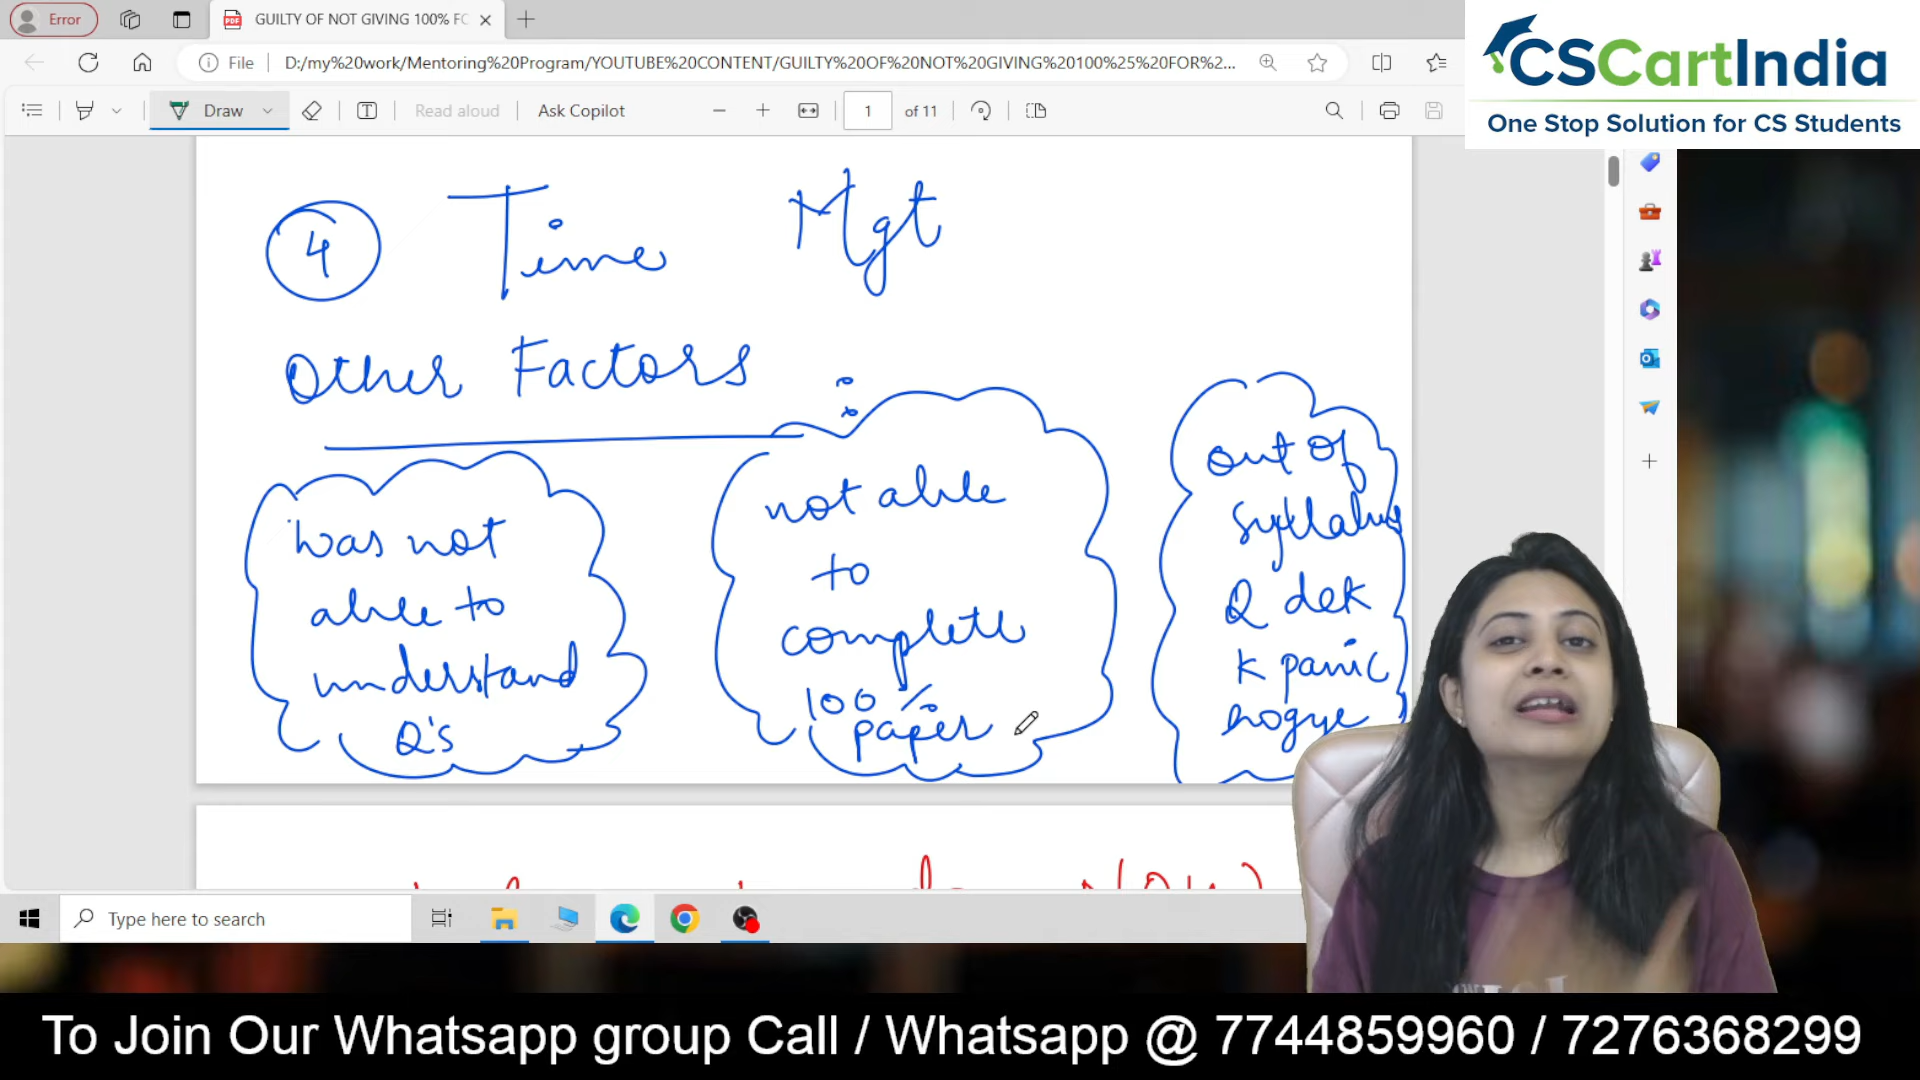 Error
GUILTY OF NOT GIVING 100% FO
File
D:/my%20work/Mentoring%20Program/YOUTUBE%20CONTENT/GUILTY%20OF%20NOT%20GIVING%20100%25%20FOR%2...
Draw
Read aloud
Ask Copilot
1
of 11
CSCartIndia
One Stop Solution for CS Students
4 Time Mgt
Other Factors :
was not
able to
understand
Q's
not able
to
complete
100%
paper
out of
syllabus
Q dek
k panic
hogye
NOW
Type here to search
To Join Our Whatsapp group Call / Whatsapp @ 7744859960 / 7276368299